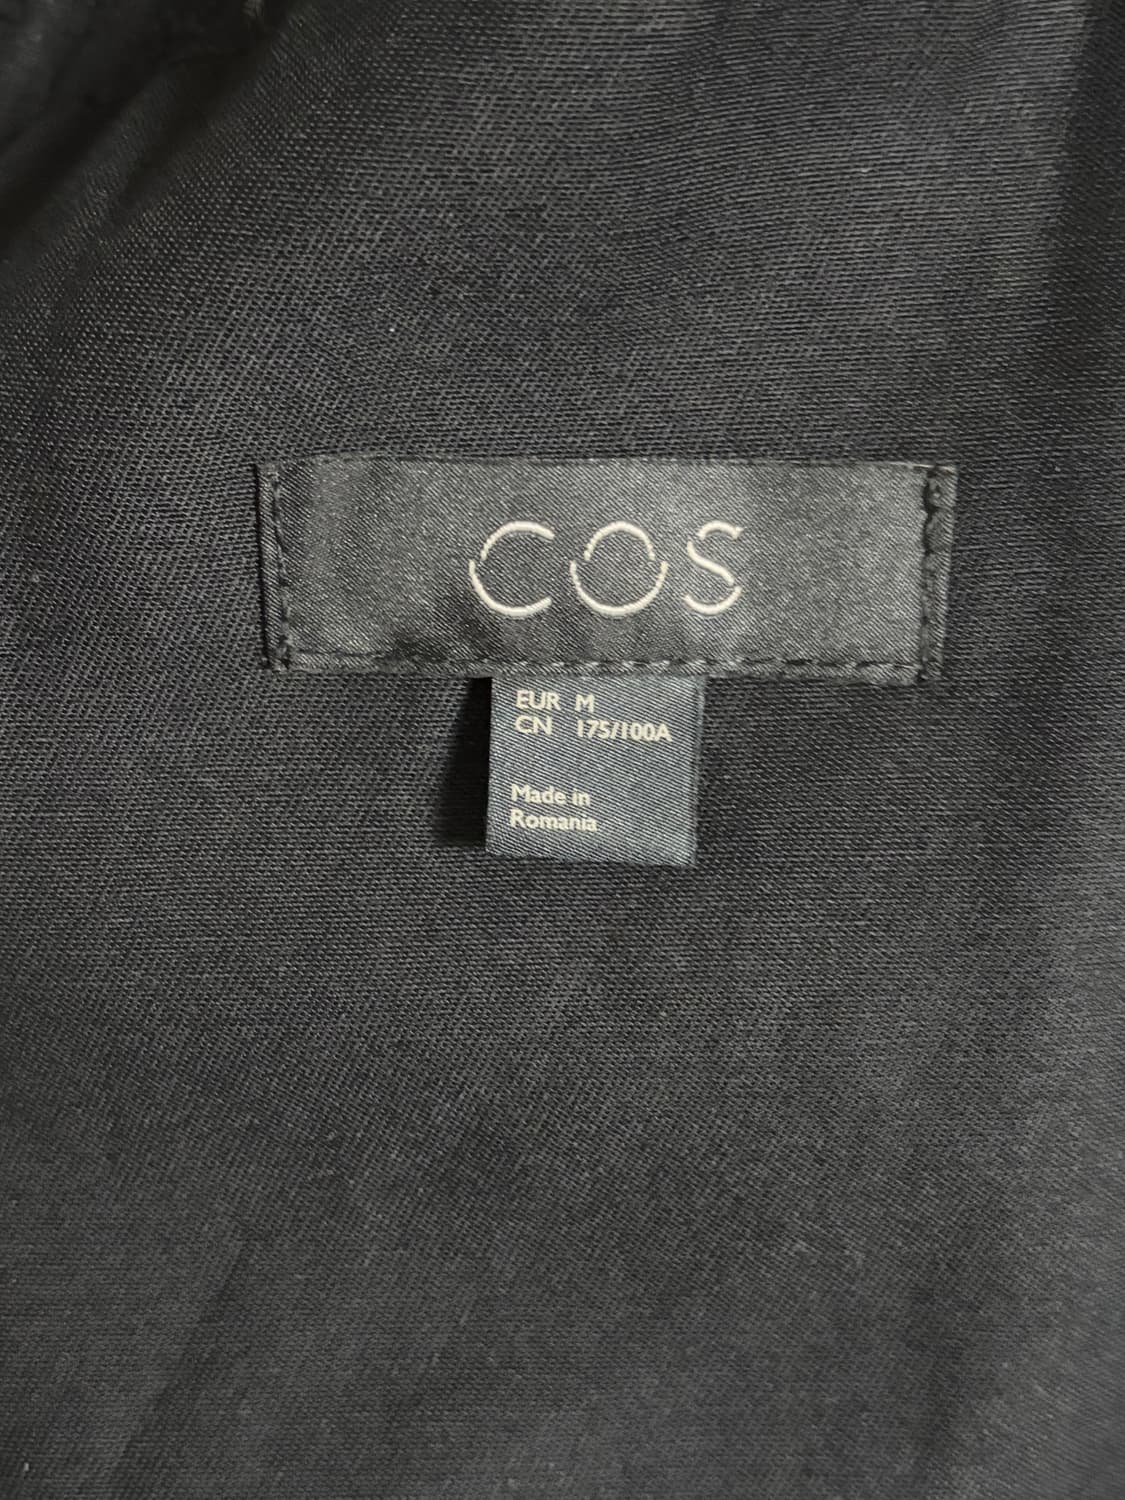 COS
EUR M
CN 175/100A
Made in
Romania